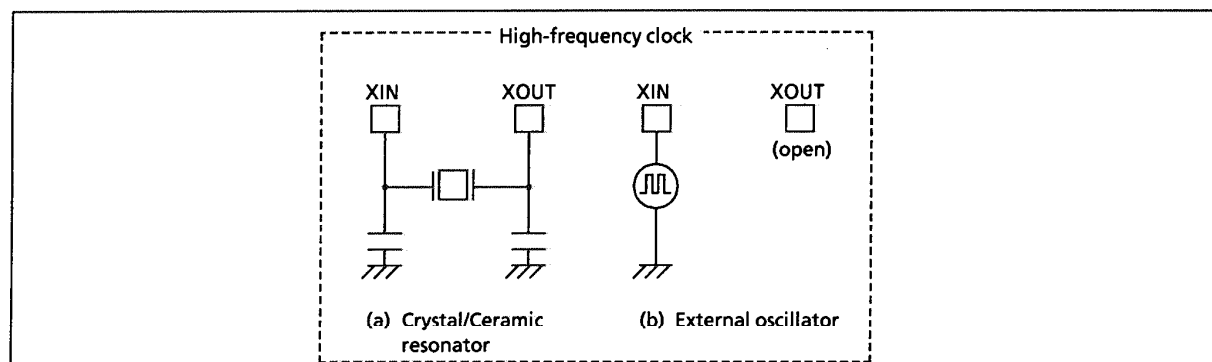 High-frequency clock
XIN XOUT XIN XOUT
(open)
(a) Crystal/Ceramic (b) External oscillator
resonator